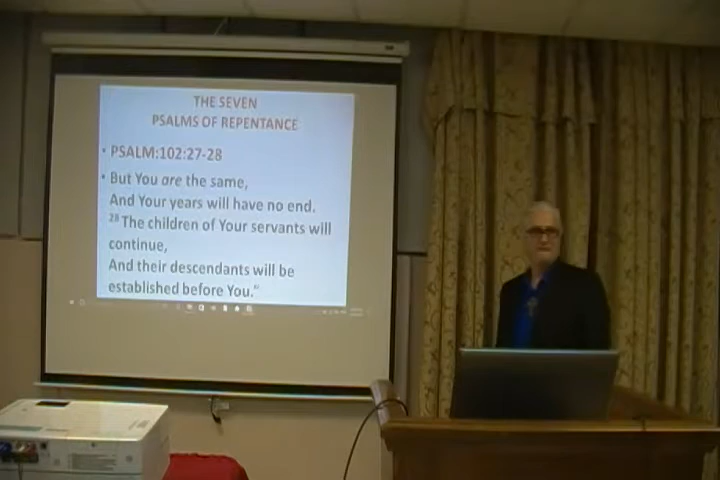 THE SEVEN
PSALMS OF REPENTANCE
• PSALM:102:27-28
• But You are the same,
And Your years will have no end.
28 The children of Your servants will
continue,
And their descendants will be
established before You."